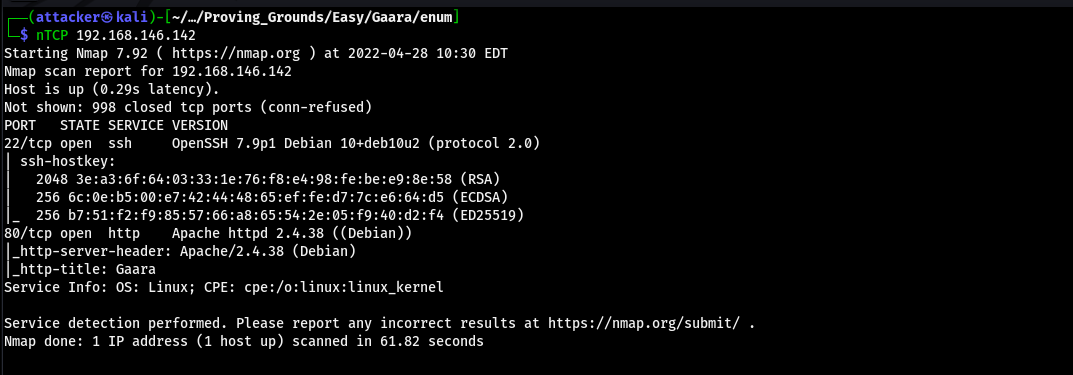 ┌──(attacker㉿kali)-[~/…/Proving_Grounds/Easy/Gaara/enum]
└─$ nTCP 192.168.146.142
Starting Nmap 7.92 ( https://nmap.org ) at 2022-04-28 10:30 EDT
Nmap scan report for 192.168.146.142
Host is up (0.29s latency).
Not shown: 998 closed tcp ports (conn-refused)
PORT   STATE SERVICE VERSION
22/tcp open  ssh     OpenSSH 7.9p1 Debian 10+deb10u2 (protocol 2.0)
| ssh-hostkey:
|   2048 3e:a3:6f:64:03:33:1e:76:f8:e4:98:fe:be:e9:8e:58 (RSA)
|   256 6c:0e:b5:00:e7:42:44:48:65:ef:fe:d7:7c:e6:64:d5 (ECDSA)
|_  256 b7:51:f2:f9:85:57:66:a8:65:54:2e:05:f9:40:d2:f4 (ED25519)
80/tcp open  http    Apache httpd 2.4.38 ((Debian))
|_http-server-header: Apache/2.4.38 (Debian)
|_http-title: Gaara
Service Info: OS: Linux; CPE: cpe:/o:linux:linux_kernel

Service detection performed. Please report any incorrect results at https://nmap.org/submit/ .
Nmap done: 1 IP address (1 host up) scanned in 61.82 seconds